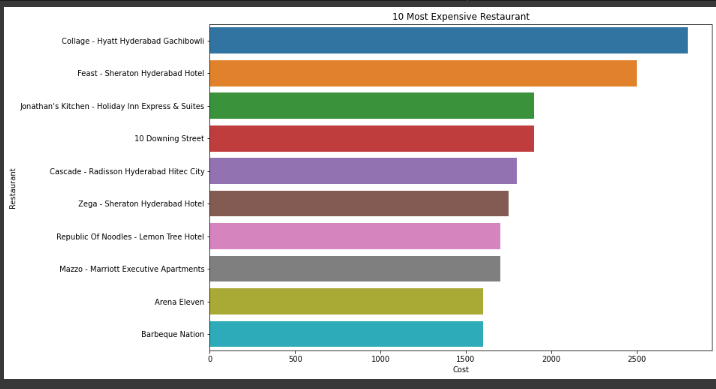 10 Most Expensive Restaurant
Collage - Hyatt Hyderabad Gachibowli
Feast - Sheraton Hyderabad Hotel
Jonathan's Kitchen - Holiday Inn Express & Suites
10 Downing Street
Cascade - Radisson Hyderabad Hitec City
Zega - Sheraton Hyderabad Hotel
Republic Of Noodles - Lemon Tree Hotel
Mazzo - Marriott Executive Apartments
Arena Eleven
Barbeque Nation
Restaurant
0 500 1000 1500 2000 2500
Cost